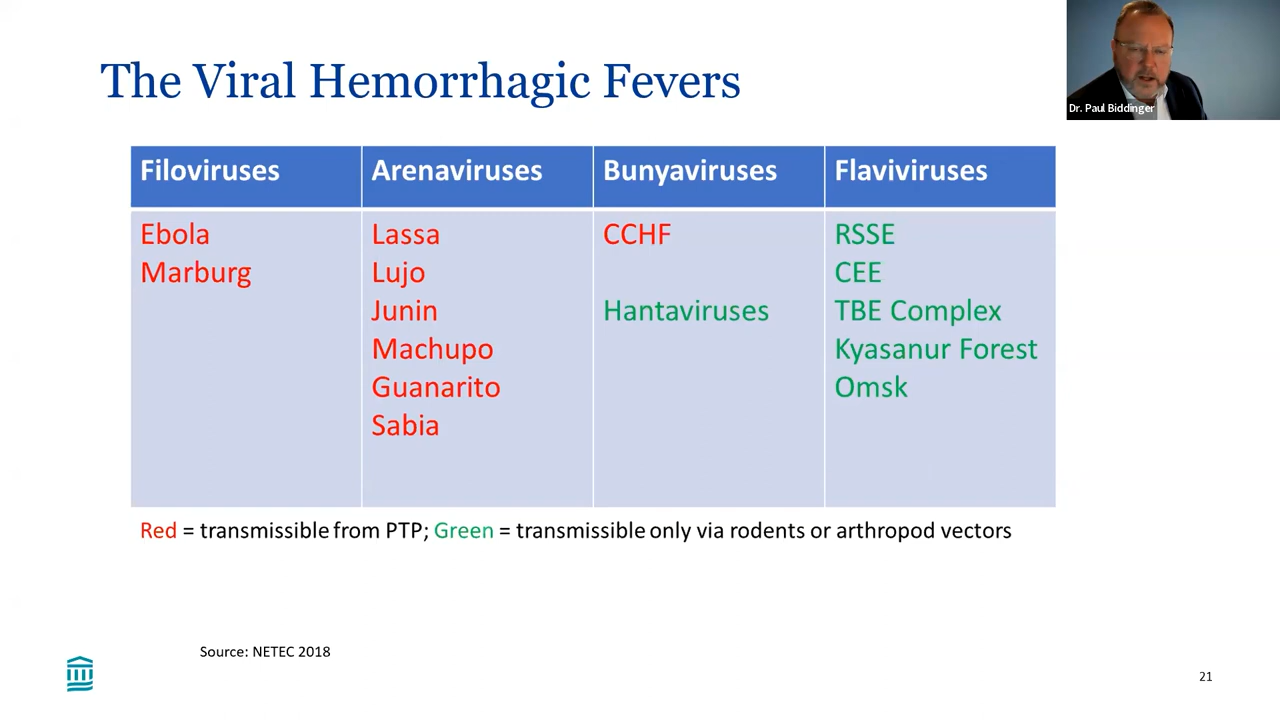 The Viral Hemorrhagic Fevers
Dr. Paul Biddinger
Filoviruses
Arenaviruses
Bunyaviruses
Flaviviruses
Ebola
Marburg
Lassa
Lujo
Junin
Machupo
Guanarito
Sabia
CCHF
Hantaviruses
RSSE
CEE
TBE Complex
Kyasanur Forest
Omsk
Red = transmissible from PTP; Green = transmissible only via rodents or arthropod vectors
Source: NETEC 2018
21